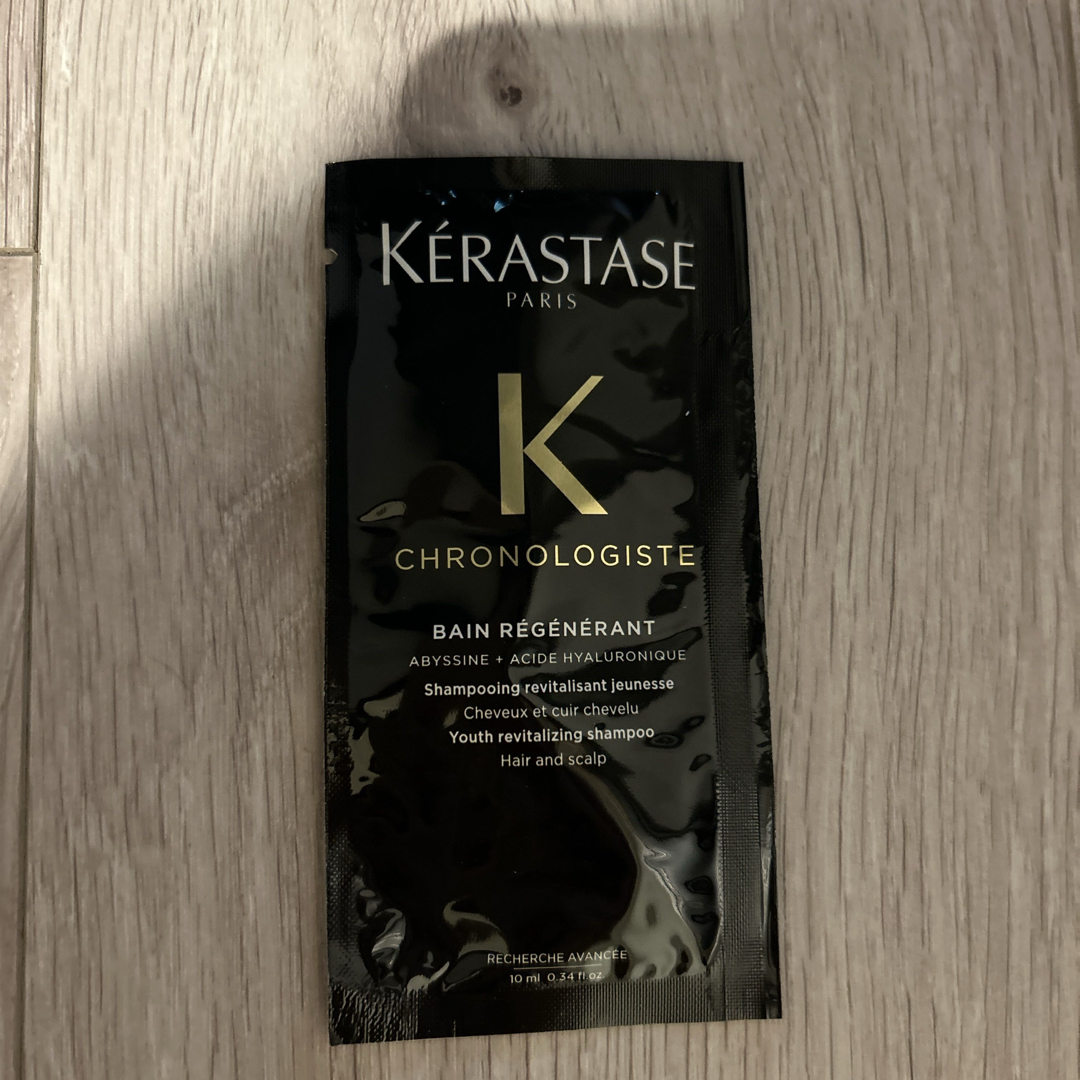 KÉRASTASE
PARIS
K
CHRONOLOGISTE
BAIN RÉGÉNÉRANT
ABYSSINE + ACIDE HYALURONIQUE
Shampooing revitalisant jeunesse
Cheveux et cuir chevelu
Youth revitalizing shampoo
Hair and scalp
RECHERCHE AVANCÉE
10 ml 0.34 fl oz.